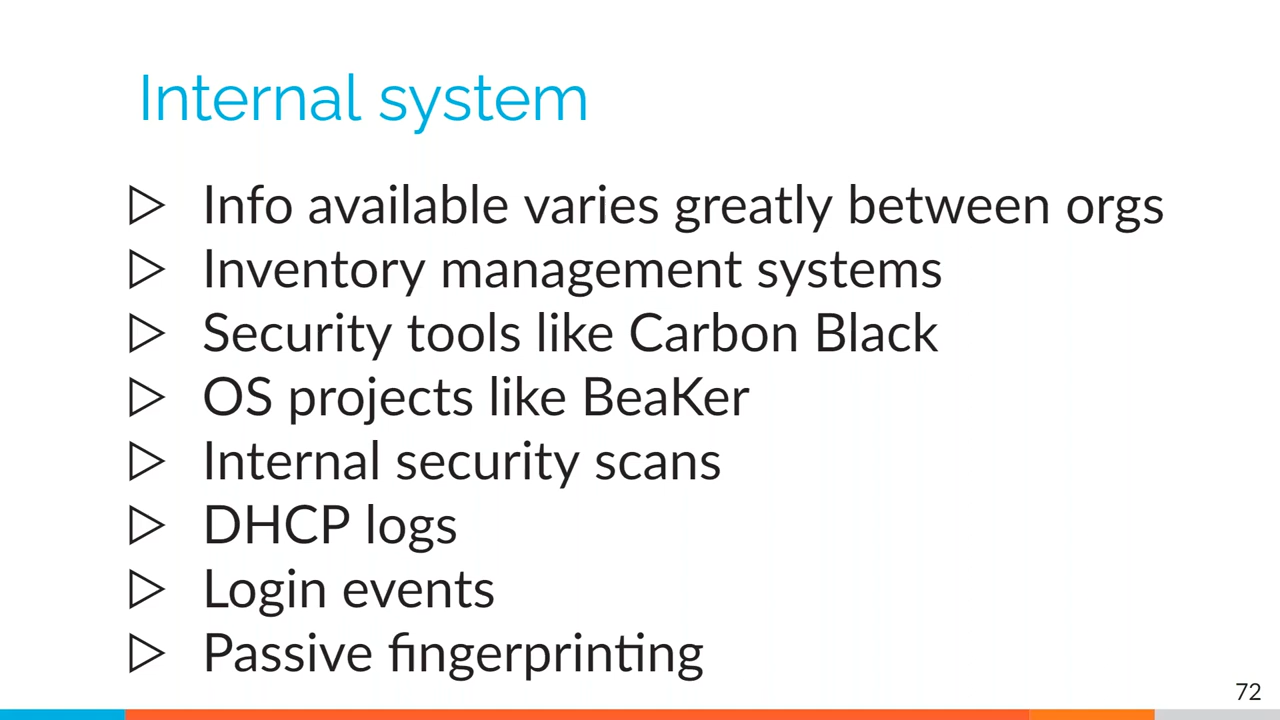 Internal system
▷ Info available varies greatly between orgs
▷ Inventory management systems
▷ Security tools like Carbon Black
▷ OS projects like BeaKer
▷ Internal security scans
▷ DHCP logs
▷ Login events
▷ Passive fingerprinting
72